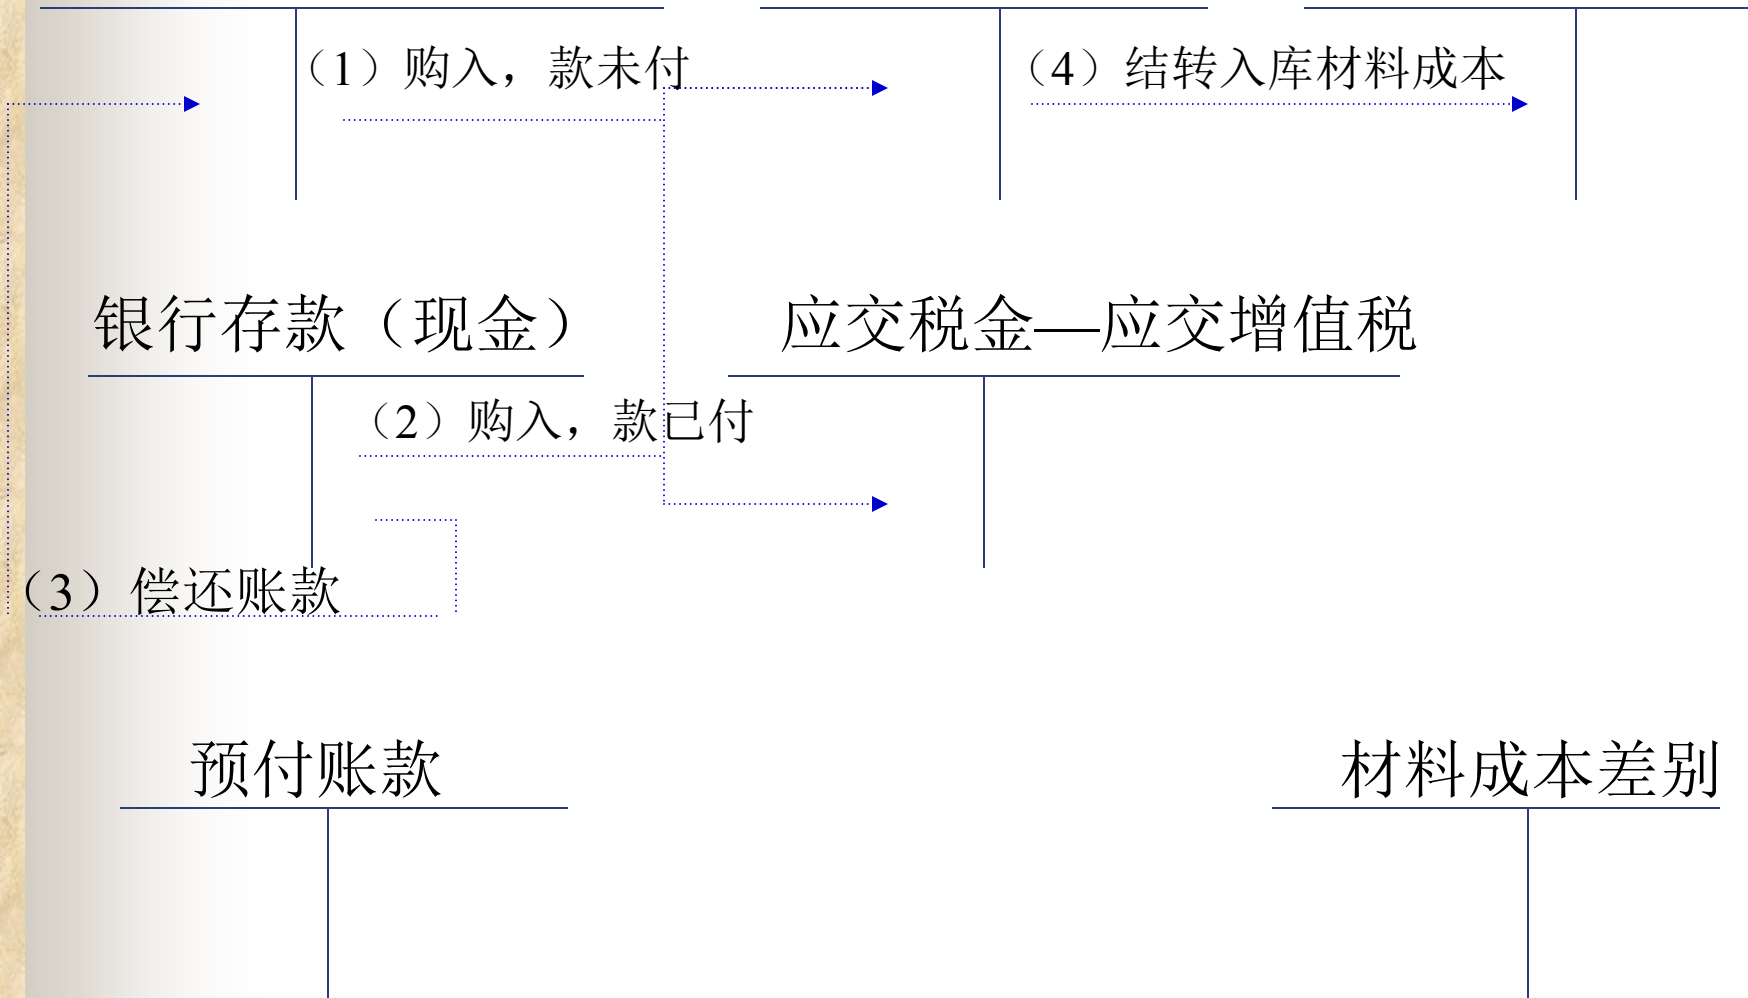 （1）购入，款未付
（4）结转入库材料成本
银行存款（现金）
应交税金—应交增值税
（2）购入，款已付
（3）偿还账款
预付账款
材料成本差别